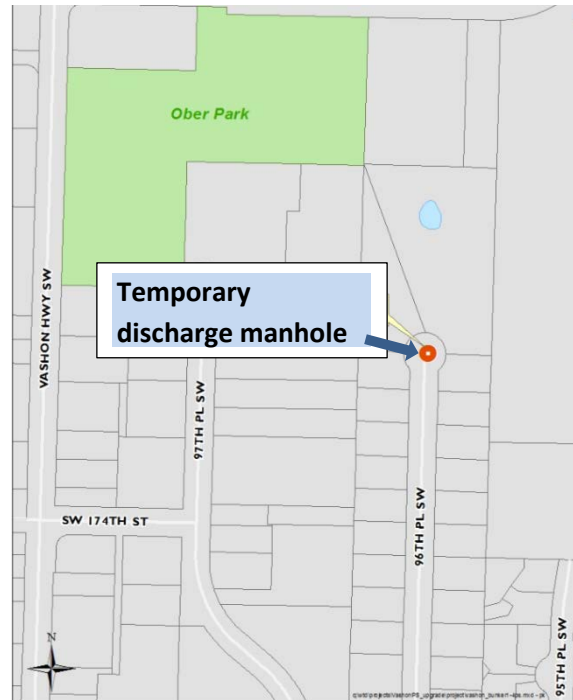 Ober Park
VASHON HWY SW
Temporary
discharge manhole
97TH PL SW
SW 174TH ST
96TH PL SW
N
95TH PL SW